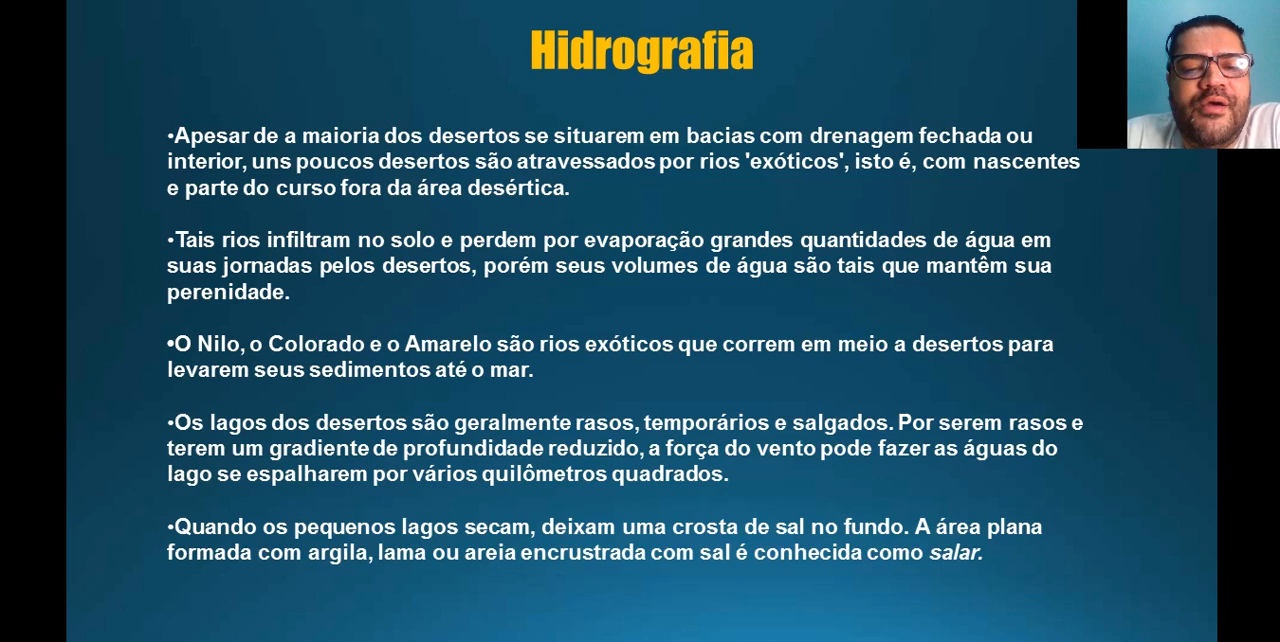 Hidrografia
•Apesar de a maioria dos desertos se situarem em bacias com drenagem fechada ou
interior, uns poucos desertos são atravessados por rios 'exóticos', isto é, com nascentes
e parte do curso fora da área desértica.
•Tais rios infiltram no solo e perdem por evaporação grandes quantidades de água em
suas jornadas pelos desertos, porém seus volumes de água são tais que mantêm sua
perenidade.
•O Nilo, o Colorado e o Amarelo são rios exóticos que correm em meio a desertos para
levarem seus sedimentos até o mar.
•Os lagos dos desertos são geralmente rasos, temporários e salgados. Por serem rasos e
terem um gradiente de profundidade reduzido, a força do vento pode fazer as águas do
lago se espalharem por vários quilômetros quadrados.
•Quando os pequenos lagos secam, deixam uma crosta de sal no fundo. A área plana
formada com argila, lama ou areia encrustrada com sal é conhecida como salar.